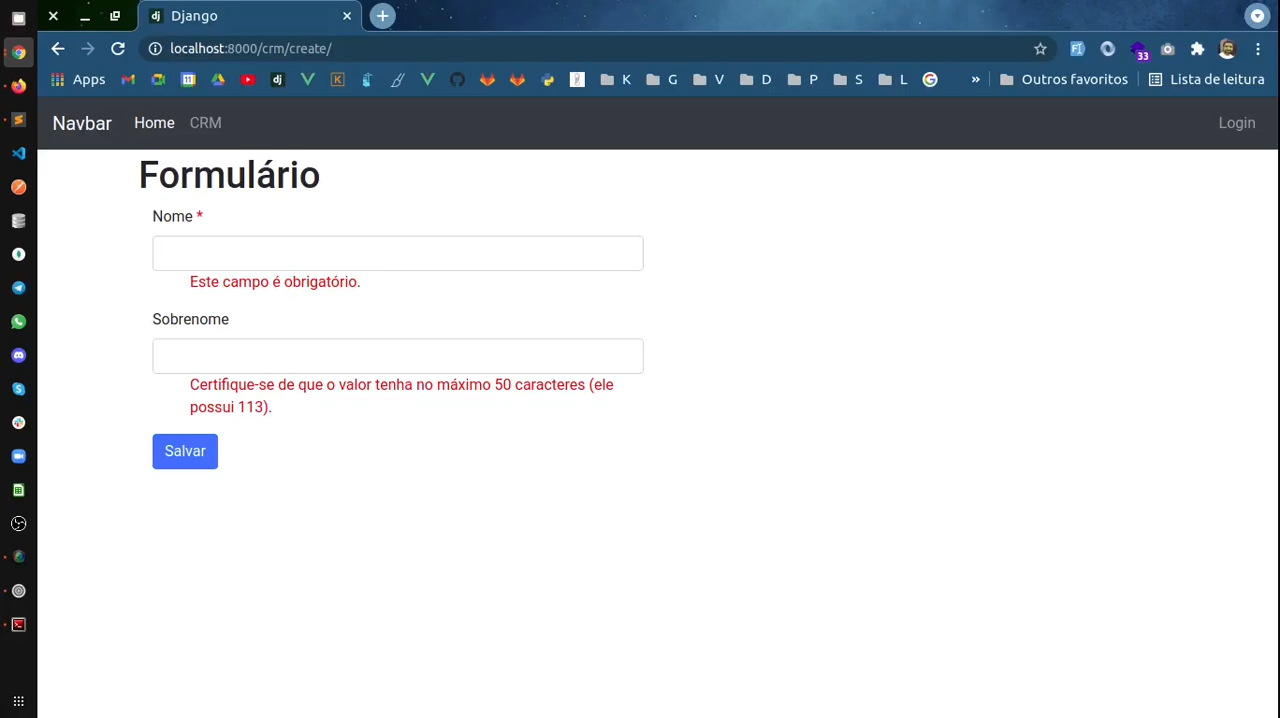 Django
localhost:8000/crm/create/
33
Apps
K
G
V
D
P
S
L
»
Outros favoritos
Lista de leitura
Navbar
Home
CRM
Login
Formulário
Nome *
Este campo é obrigatório.
Sobrenome
Certifique-se de que o valor tenha no máximo 50 caracteres (ele
possui 113).
Salvar